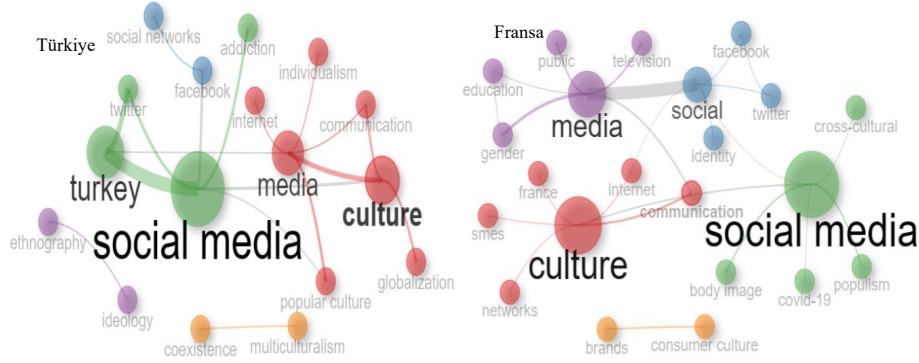 Türkiye
social networks
addiction
individualism
facebook
twitter
internet
communication
turkey
media
culture
social media
ethnography
globalization
popular culture
ideology
coexistence
multiculturalism
Fransa
public
television
facebook
education
media
social
twitter
cross-cultural
gender
identity
france
internet
communication
smes
culture
social media
networks
body image
covid-19
populism
brands
consumer culture